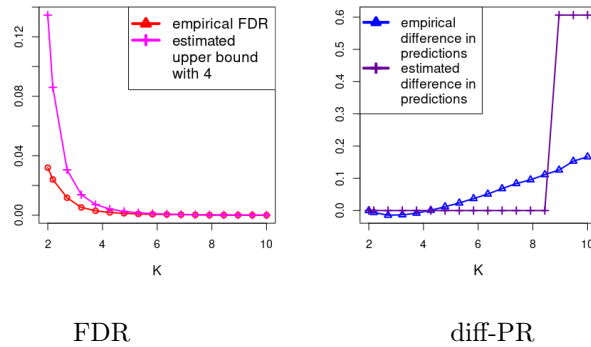 empirical FDR
estimated
upper bound
with 4
0.00
0.04
0.12
2
4
6
8
10
K
FDR
empirical
difference in
predictions
estimated
difference in
predictions
0.0
0.1
0.2
0.3
0.4
0.5
0.6
2
4
6
8
10
K
diff-PR